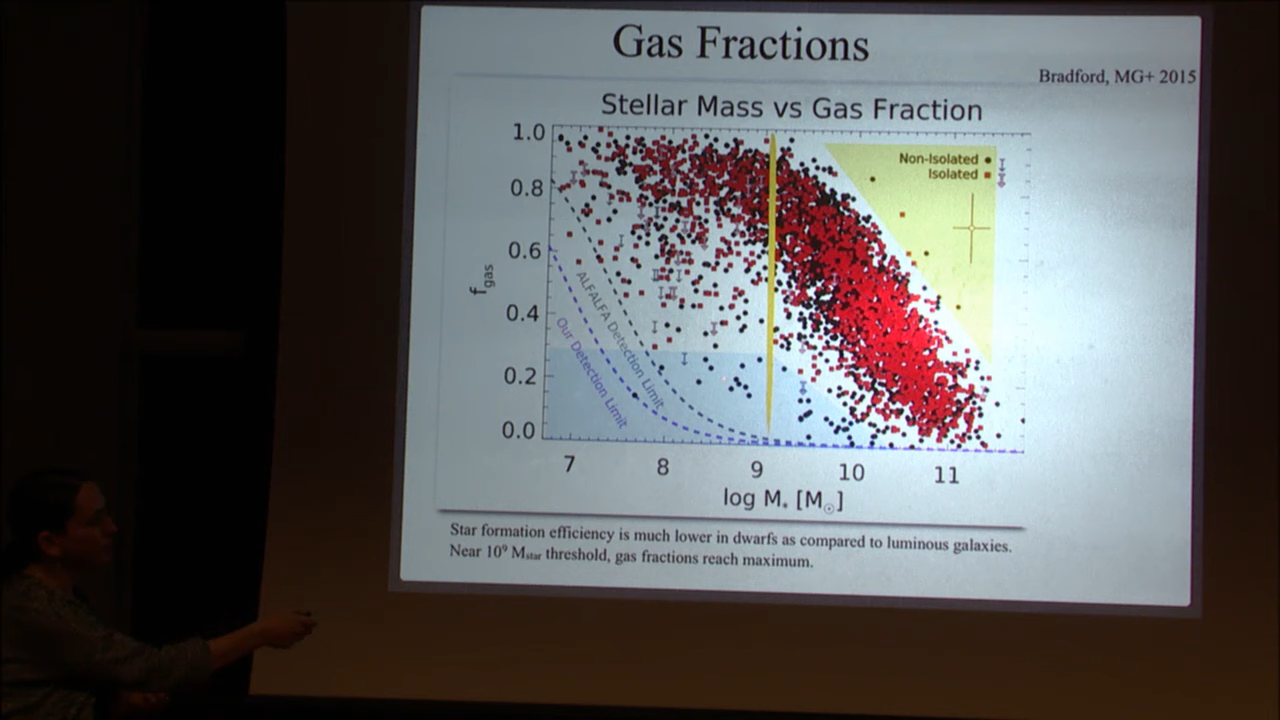 Gas Fractions
Bradford, MG+ 2015
Stellar Mass vs Gas Fraction
Non-Isolated
Isolated
1.0
0.8
0.6
0.4
0.2
0.0
fgas
ALFALFA Detection Limit
Our Detection Limit
7 8 9 10 11
log M* [M☉]
Star formation efficiency is much lower in dwarfs as compared to luminous galaxies.
Near 10⁹ Mstar threshold, gas fractions reach maximum.